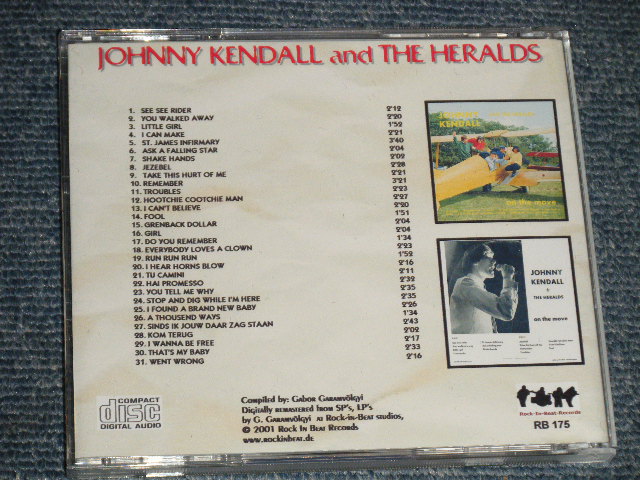 JOHNNY KENDALL and THE HERALDS
1. SEE SEE RIDER 2'12
2. YOU WALKED AWAY 2'20
3. LITTLE GIRL 1'52
4. I CAN MAKE 2'21
5. ST. JAMES INFIRMARY 3'40
6. ASK A FALLING STAR 2'04
7. SHAKE HANDS 2'02
8. JEZEBEL 2'28
9. TAKE THIS HURT OF ME 2'21
10. REMEMBER 3'21
11. TROUBLES 2'23
12. HOOTCHIE COOTCHIE MAN 2'27
13. I CAN'T BELIEVE 2'20
14. FOOL 1'51
15. GRENBACK DOLLAR 2'04
16. GIRL 2'04
17. DO YOU REMEMBER 1'34
18. EVERYBODY LOVES A CLOWN 2'23
19. RUN RUN RUN 1'52
20. I HEAR HORNS BLOW 2'16
21. TU CAMINI 2'11
22. HAI PROMESSO 2'32
23. YOU TELL ME WHY 2'35
24. STOP AND DIG WHILE I'M HERE 2'35
25. I FOUND A BRAND NEW BABY 2'26
26. A THOUSAND WAYS 1'34
27. SINDS IK JOUW DAAR ZAG STAAN 2'43
28. KOM TERUG 2'02
29. I WANNA BE FREE 2'17
30. THAT'S MY BABY 2'33
31. WENT WRONG 2'16
JOHNNY
KENDALL
on the move
JOHNNY
KENDALL
&
THE HERALDS
on the move
COMPACT
disc
DIGITAL AUDIO
Compiled by: Gabor Garamvölgyi
Digitally remastered from SP's, LP's
by G. Garamvölgyi at Rock-in-Beat studios,
© 2001 Rock In Beat Records
www.rockinbeat.de
Rock-In-Beat-Records
RB 175